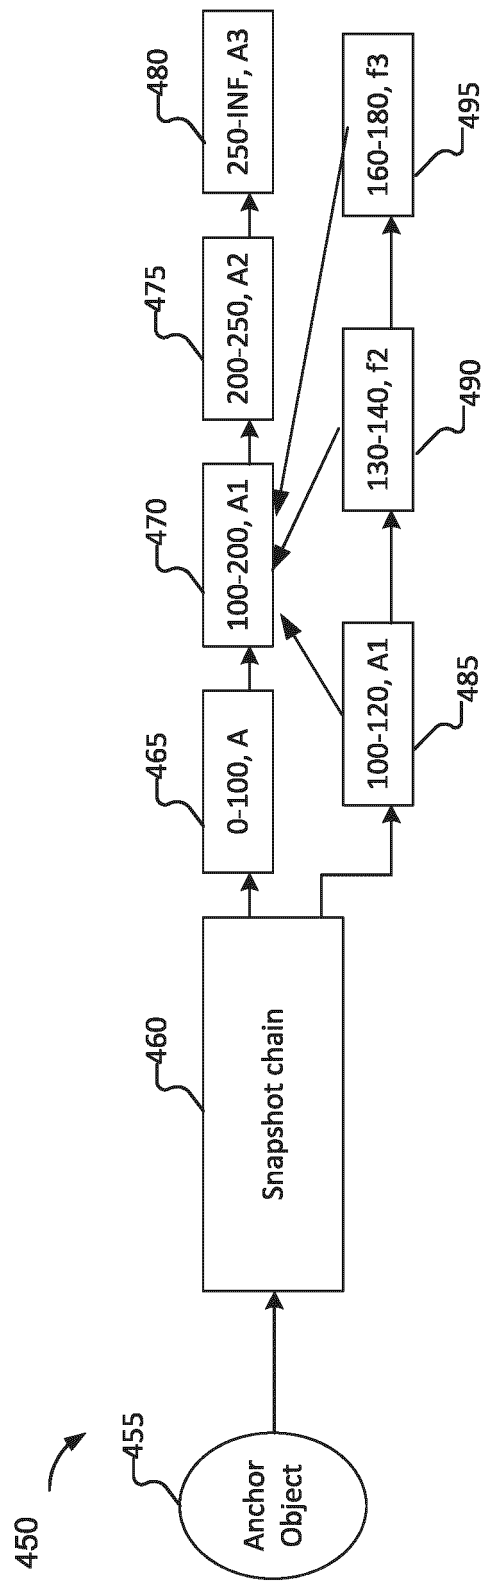 450
455
Anchor
Object
460
Snapshot chain
465
0-100, A
470
100-200, A1
475
200-250, A2
480
250-INF, A3
100-120, A1
485
130-140, f2
490
160-180, f3
495